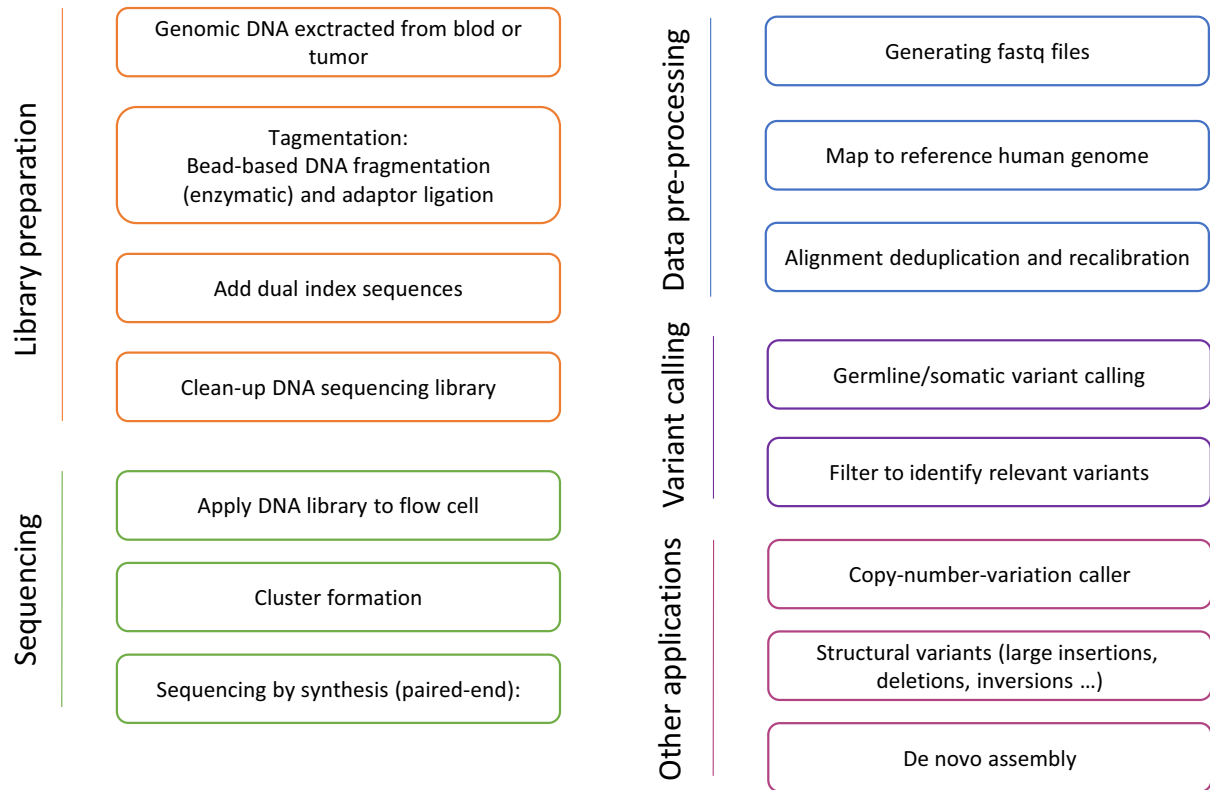 Library preparation
Genomic DNA exctracted from blod or
tumor
Tagmentation:
Bead-based DNA fragmentation
(enzymatic) and adaptor ligation
Add dual index sequences
Clean-up DNA sequencing library
Sequencing
Apply DNA library to flow cell
Cluster formation
Sequencing by synthesis (paired-end):
Data pre-processing
Generating fastq files
Map to reference human genome
Alignment deduplication and recalibration
Variant calling
Germline/somatic variant calling
Filter to identify relevant variants
Other applications
Copy-number-variation caller
Structural variants (large insertions,
deletions, inversions …)
De novo assembly